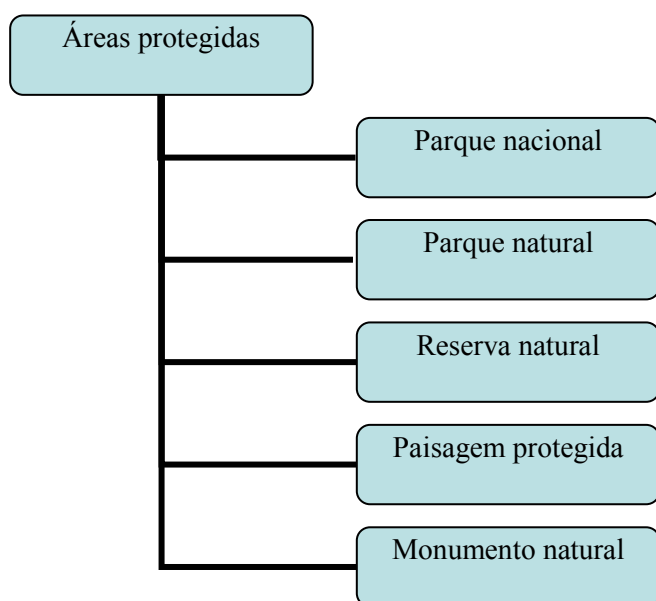 Áreas protegidas
Parque nacional
Parque natural
Reserva natural
Paisagem protegida
Monumento natural